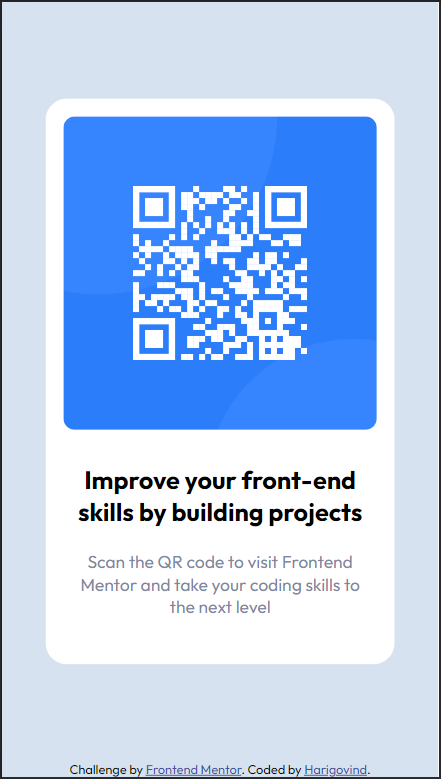 Improve your front-end
skills by building projects
Scan the QR code to visit Frontend
Mentor and take your coding skills to
the next level
Challenge by Frontend Mentor. Coded by Harigovind.